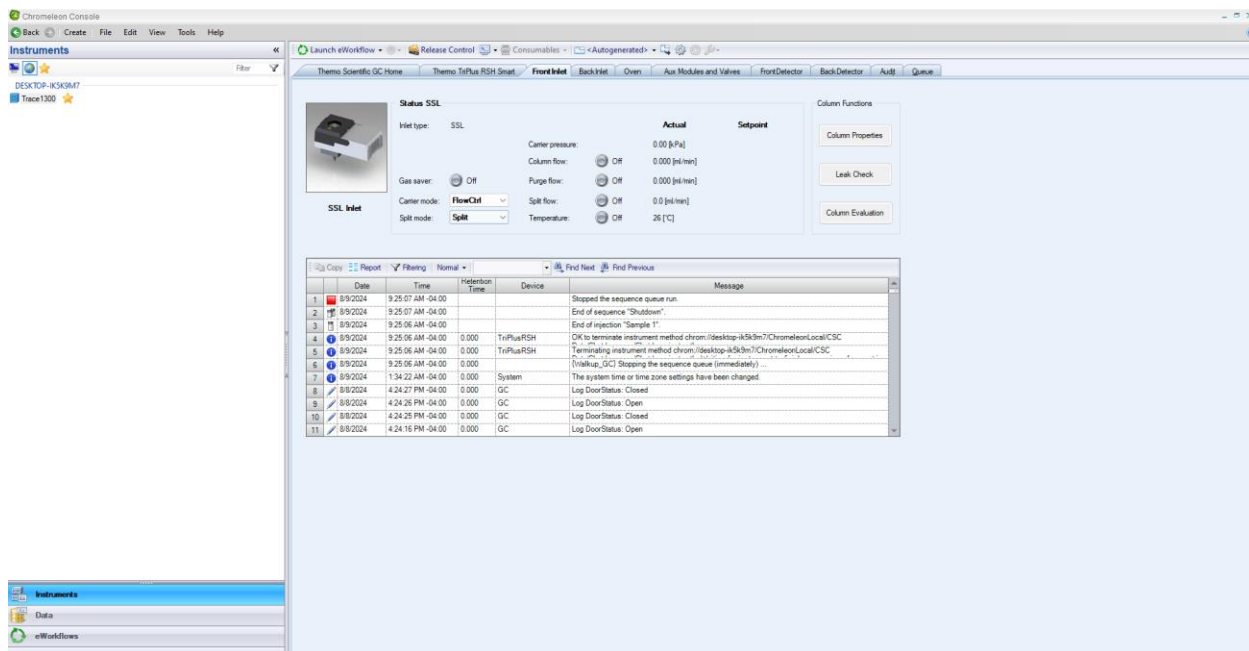 Chromeleon Console
Back Create File Edit View Tools Help
Instruments «
Filter
DESKTOP-IK5K9M7
Trace1300
Launch eWorkflow Release Control Consumables <Autogenerated>
Thermo Scientific GC Home Thermo TriPlus RSH Smart Front Inlet Back Inlet Oven Aux Modules and Valves FrontDetector BackDetector Audit Queue
Status SSL
Inlet type: SSL Actual Setpoint
Carrier pressure: 0.00 [kPa]
Column flow: Off 0.000 [ml/min]
Gas saver: Off Purge flow: Off 0.000 [ml/min]
Carrier mode: FlowCtrl Split flow: Off 0.0 [ml/min]
Split mode: Split Temperature: Off 26 [°C]
SSL Inlet
Column Functions
Column Properties
Leak Check
Column Evaluation
Copy Report Filtering Normal Find Next Find Previous
Date Time Retention Time Device Message
1 8/9/2024 9:25:07 AM -04:00 Stopped the sequence queue run.
2 8/9/2024 9:25:07 AM -04:00 End of sequence "Shutdown".
3 8/9/2024 9:25:06 AM -04:00 End of injection "Sample 1".
4 8/9/2024 9:25:06 AM -04:00 0.000 TriPlusRSH OK to terminate instrument method chrom://desktop-ik5k9m7/ChromeleonLocal/CSC
5 8/9/2024 9:25:06 AM -04:00 0.000 TriPlusRSH Terminating instrument method chrom://desktop-ik5k9m7/ChromeleonLocal/CSC
6 8/9/2024 9:25:06 AM -04:00 0.000 {Walkup_GC} Stopping the sequence queue (immediately) ...
7 8/9/2024 1:34:22 AM -04:00 0.000 System The system time or time zone settings have been changed.
8 8/8/2024 4:24:27 PM -04:00 0.000 GC Log DoorStatus: Closed
9 8/8/2024 4:24:26 PM -04:00 0.000 GC Log DoorStatus: Open
10 8/8/2024 4:24:25 PM -04:00 0.000 GC Log DoorStatus: Closed
11 8/8/2024 4:24:16 PM -04:00 0.000 GC Log DoorStatus: Open
Instruments
Data
eWorkflows